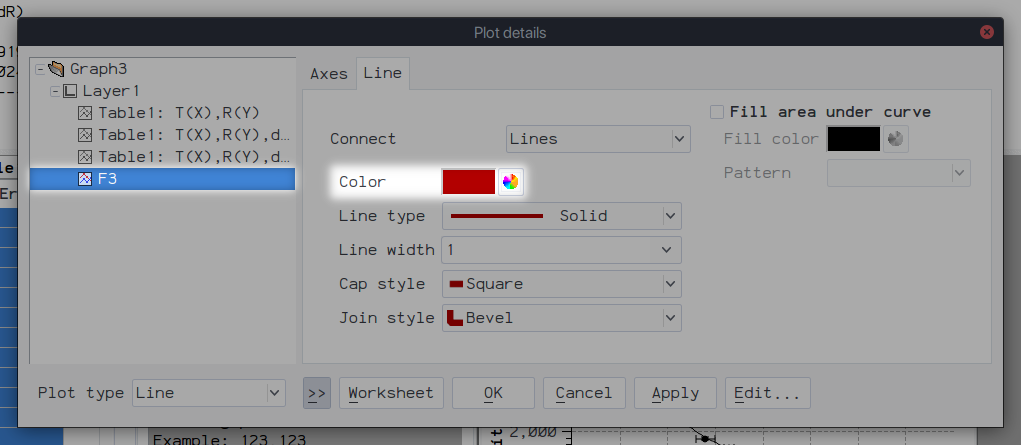 dR)
Plot details
919
024
Graph3
Layer1
Table1: T(X),R(Y)
Table1: T(X),R(Y),d...
Table1: T(X),R(Y),d...
F3
Axes
Line
Connect
Lines
Color
Line type
Solid
Line width
1
Cap style
Square
Join style
Bevel
Fill area under curve
Fill color
Pattern
le
Er
Plot type
Line
>>
Worksheet
OK
Cancel
Apply
Edit...
Example: 123 123
2,000